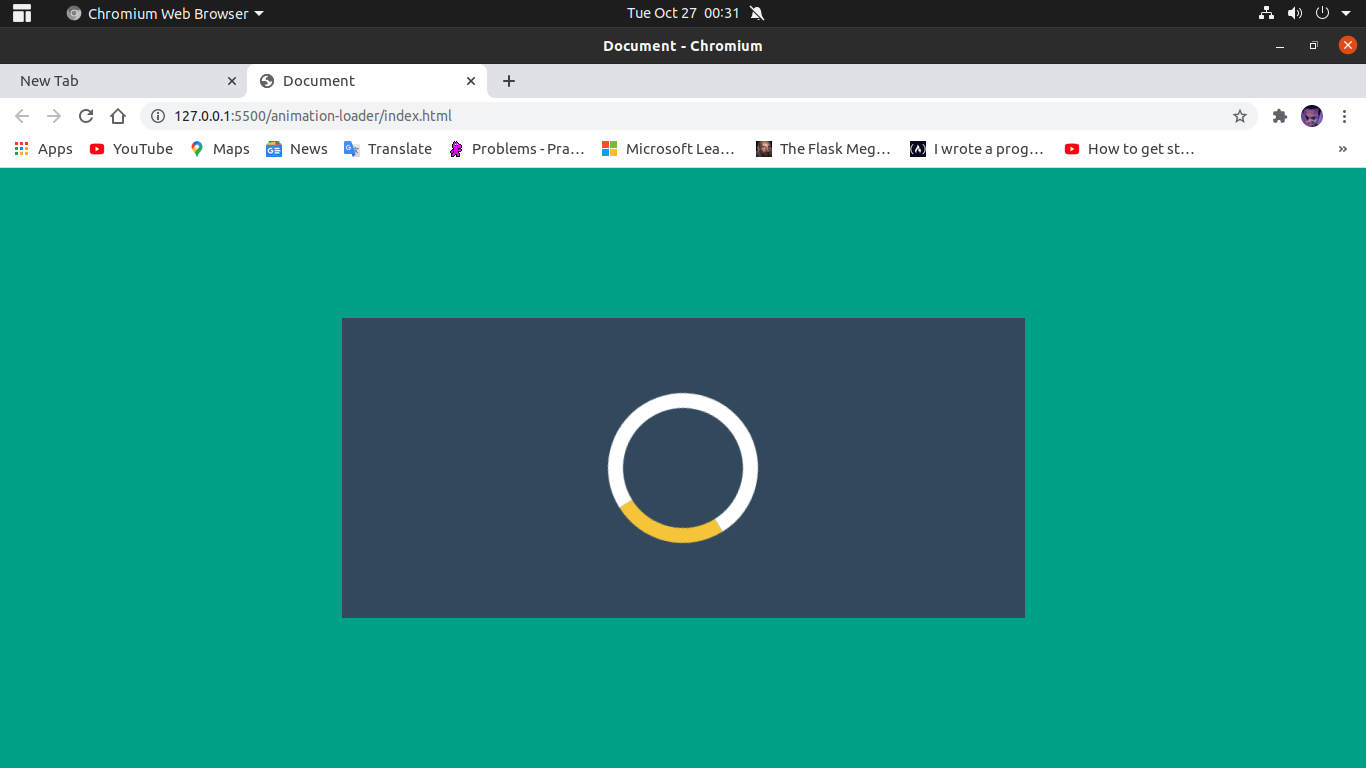 Chromium Web Browser Tue Oct 27 00:31
Document - Chromium
New Tab Document
127.0.0.1:5500/animation-loader/index.html
Apps YouTube Maps News Translate Problems - Pra… Microsoft Lea… The Flask Meg… I wrote a prog… How to get st… »